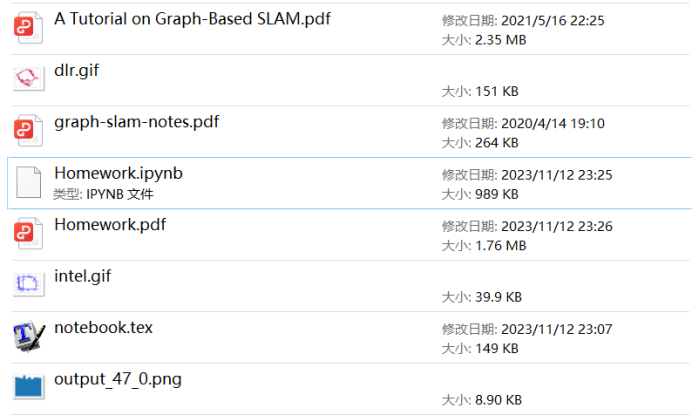 A Tutorial on Graph-Based SLAM.pdf
修改日期: 2021/5/16 22:25
大小: 2.35 MB
dlr.gif
大小: 151 KB
graph-slam-notes.pdf
修改日期: 2020/4/14 19:10
大小: 264 KB
Homework.ipynb
修改日期: 2023/11/12 23:25
类型: IPYNB 文件
大小: 989 KB
Homework.pdf
修改日期: 2023/11/12 23:26
大小: 1.76 MB
intel.gif
大小: 39.9 KB
notebook.tex
修改日期: 2023/11/12 23:07
大小: 149 KB
output_47_0.png
大小: 8.90 KB